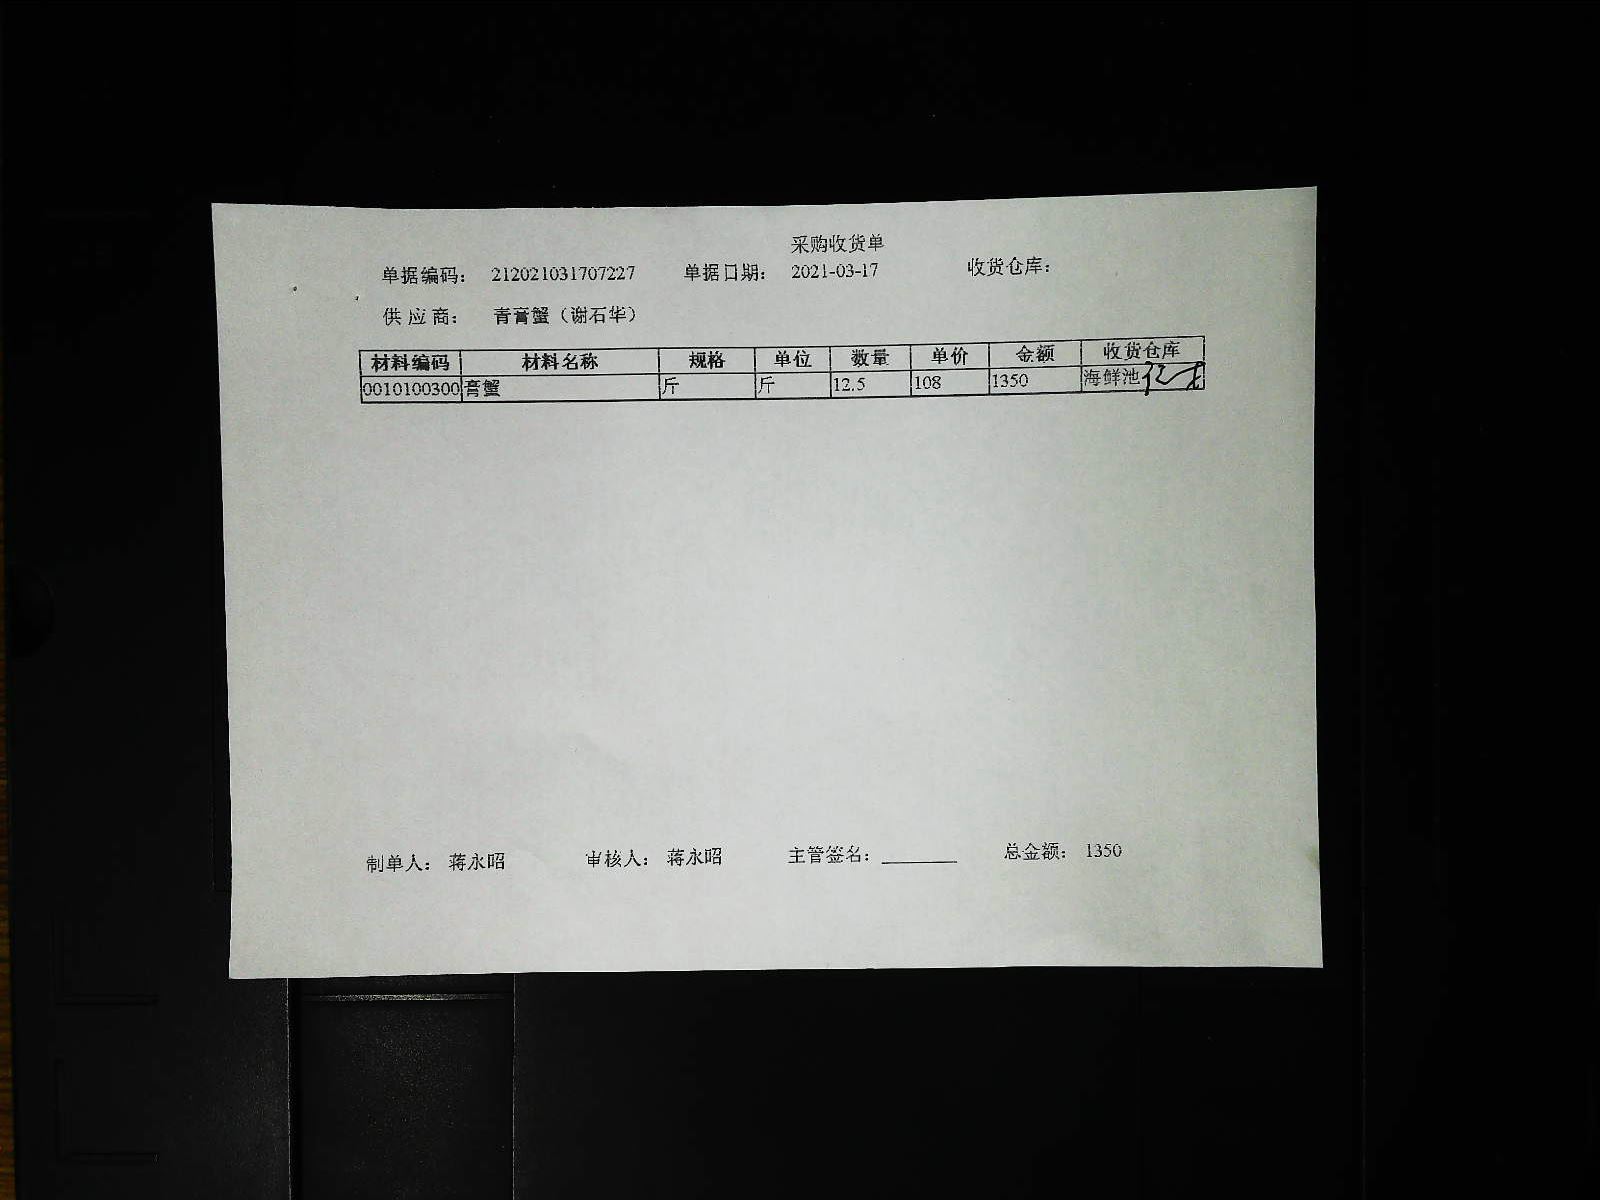 采购收货单
单据编码： 212021031707227 单据日期： 2021-03-17 收货仓库：
供 应 商： 青膏蟹（谢石华）
材料编码 材料名称 规格 单位 数量 单价 金额 收货仓库
0010100300 膏蟹 斤 斤 12.5 108 1350 海鲜池
制单人： 蒋永昭 审核人： 蒋永昭 主管签名：________ 总金额： 1350